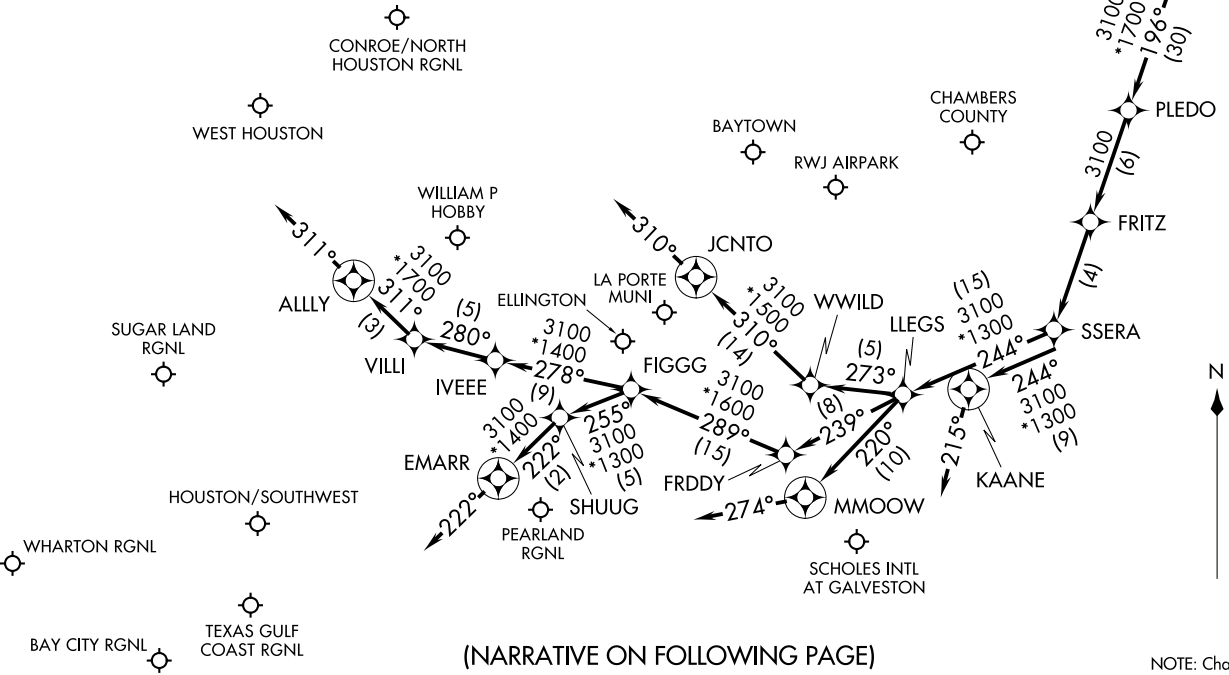 3100
*1700
196°
(30)
CONROE/NORTH
HOUSTON RGNL
WEST HOUSTON
CHAMBERS
COUNTY
BAYTOWN
RWJ AIRPARK
PLEDO
3100
(6)
FRITZ
(4)
SSERA
WILLIAM P
HOBBY
311°
ALLLY
3100
*1700
311°
(3)
VILLI
(5)
280°
IVEEE
ELLINGTON
LA PORTE
MUNI
310°
JCNTO
3100
*1500
310°
(14)
WWILD
(5)
273°
LLEGS
(15)
3100
*1300
244°
244°
3100
*1300
(9)
215°
KAANE
SUGAR LAND
RGNL
3100
*1400
278°
(9)
FIGGG
3100
*1600
289°
(15)
(8)
239°
220°
(10)
FRDDY
274°
MMOOW
3100
*1400
222°
(2)
255°
3100
*1300
(5)
SHUUG
EMARR
222°
PEARLAND
RGNL
HOUSTON/SOUTHWEST
WHARTON RGNL
SCHOLES INTL
AT GALVESTON
TEXAS GULF
COAST RGNL
BAY CITY RGNL
N
(NARRATIVE ON FOLLOWING PAGE)
NOTE: Cha